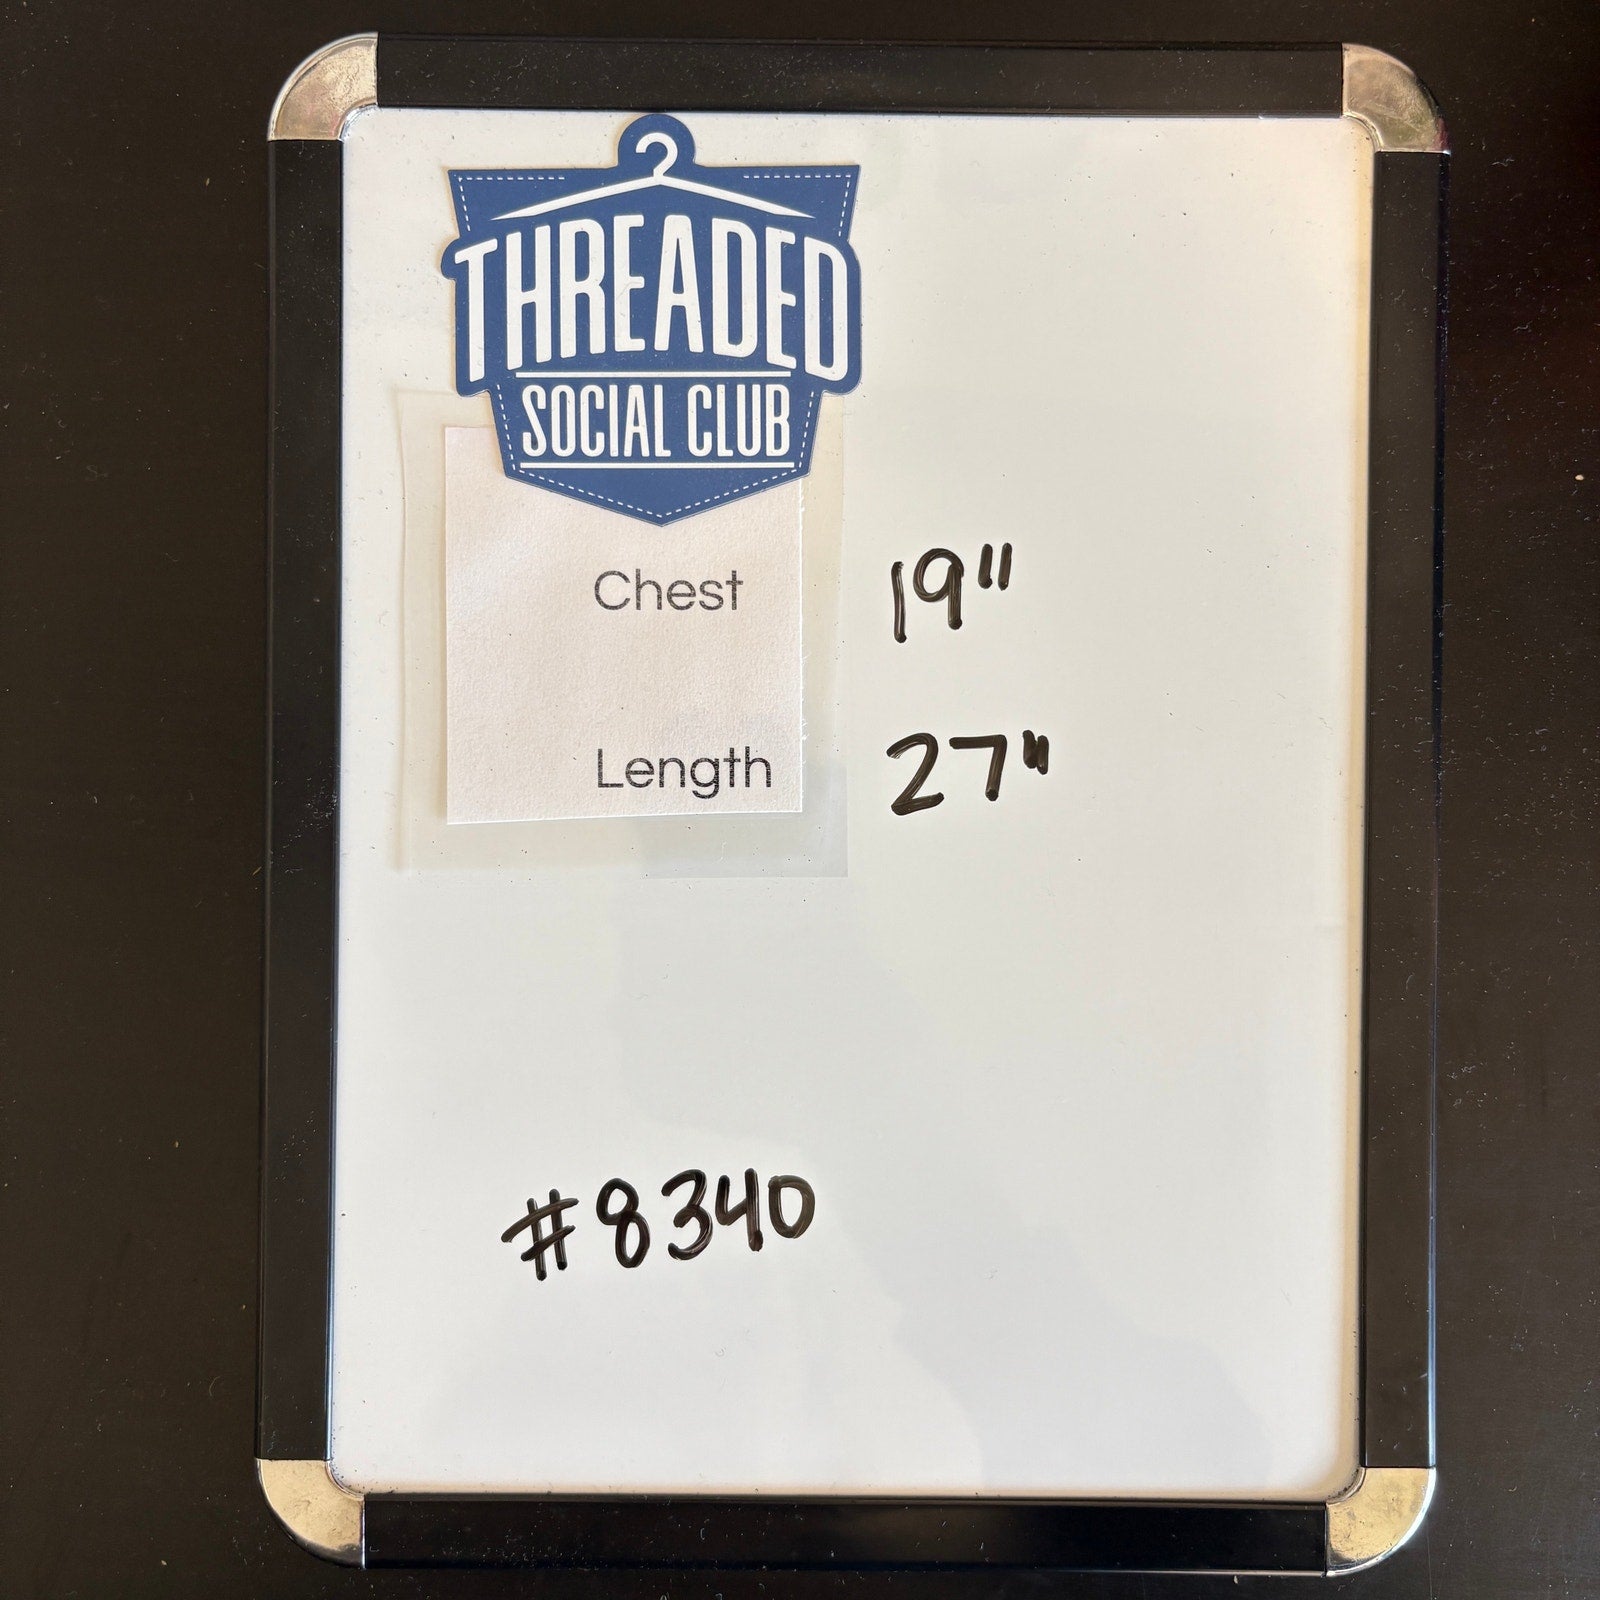 THREADED
SOCIAL CLUB
Chest 19"
Length 27"
#8340